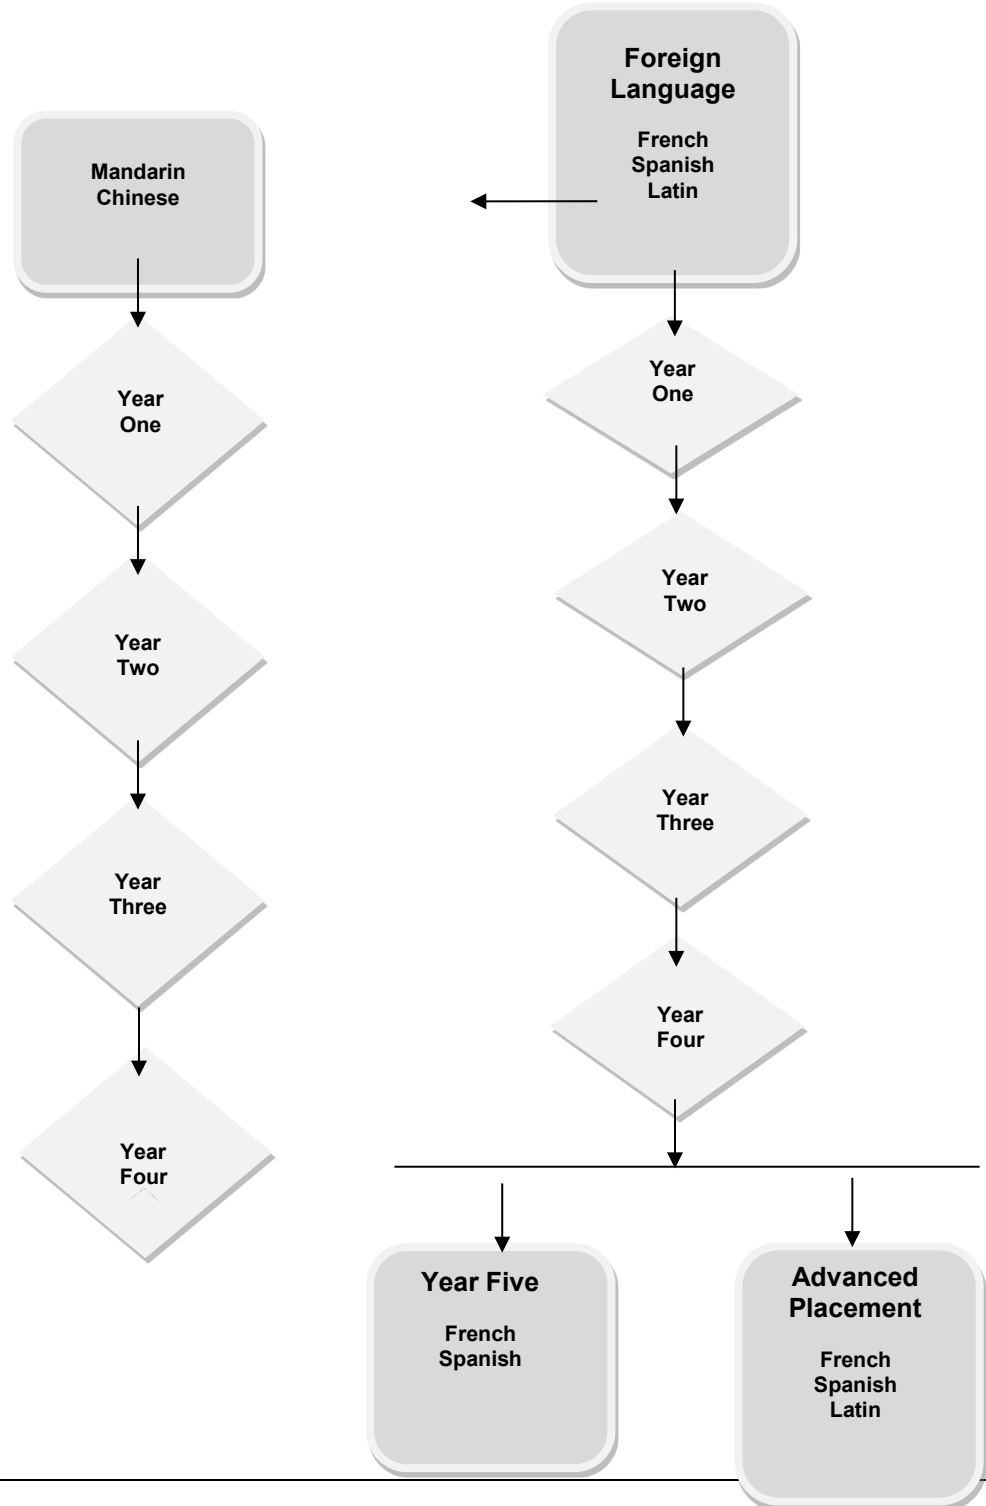 Foreign
Language
French
Spanish
Latin
Mandarin
Chinese
Year
One
Year
Two
Year
Three
Year
Four
Year
One
Year
Two
Year
Three
Year
Four
Year Five
French
Spanish
Advanced
Placement
French
Spanish
Latin